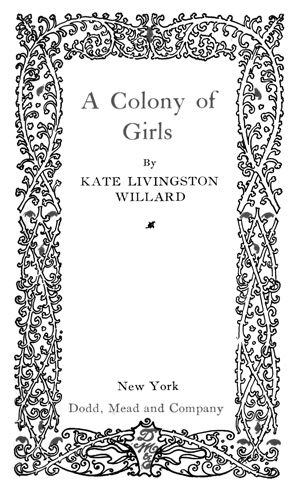 A Colony of
Girls
By
KATE LIVINGSTON
WILLARD
New York
Dodd, Mead and Company